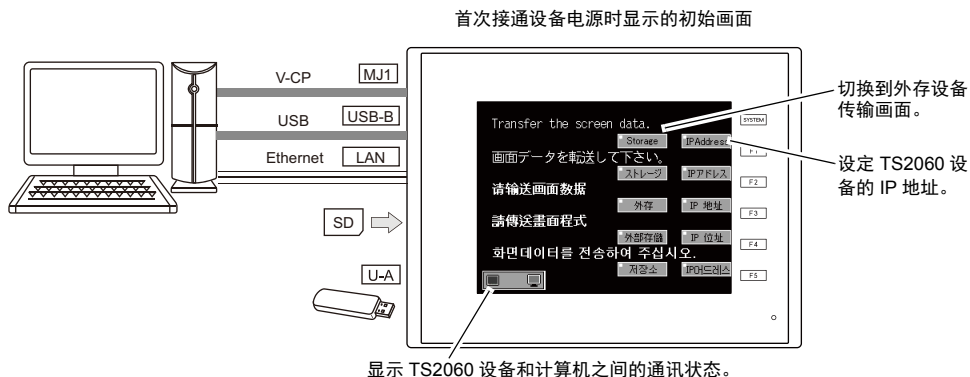 首次接通设备电源时显示的初始画面
V-CP
MJ1
USB
USB-B
Ethernet
LAN
SD
U-A
Transfer the screen data.
Storage
IPAddress
画面データを転送して下さい。
ストレージ
IPアドレス
请输送画面数据
外存
IP 地址
請傳送畫面程式
外部存儲
IP 位址
화면데이터를 전송하여 주십시오.
저장소
IP어드레스
SYSTEM
F1
F2
F3
F4
F5
切换到外存设备
传输画面。
设定 TS2060 设
备的 IP 地址。
显示 TS2060 设备和计算机之间的通讯状态。